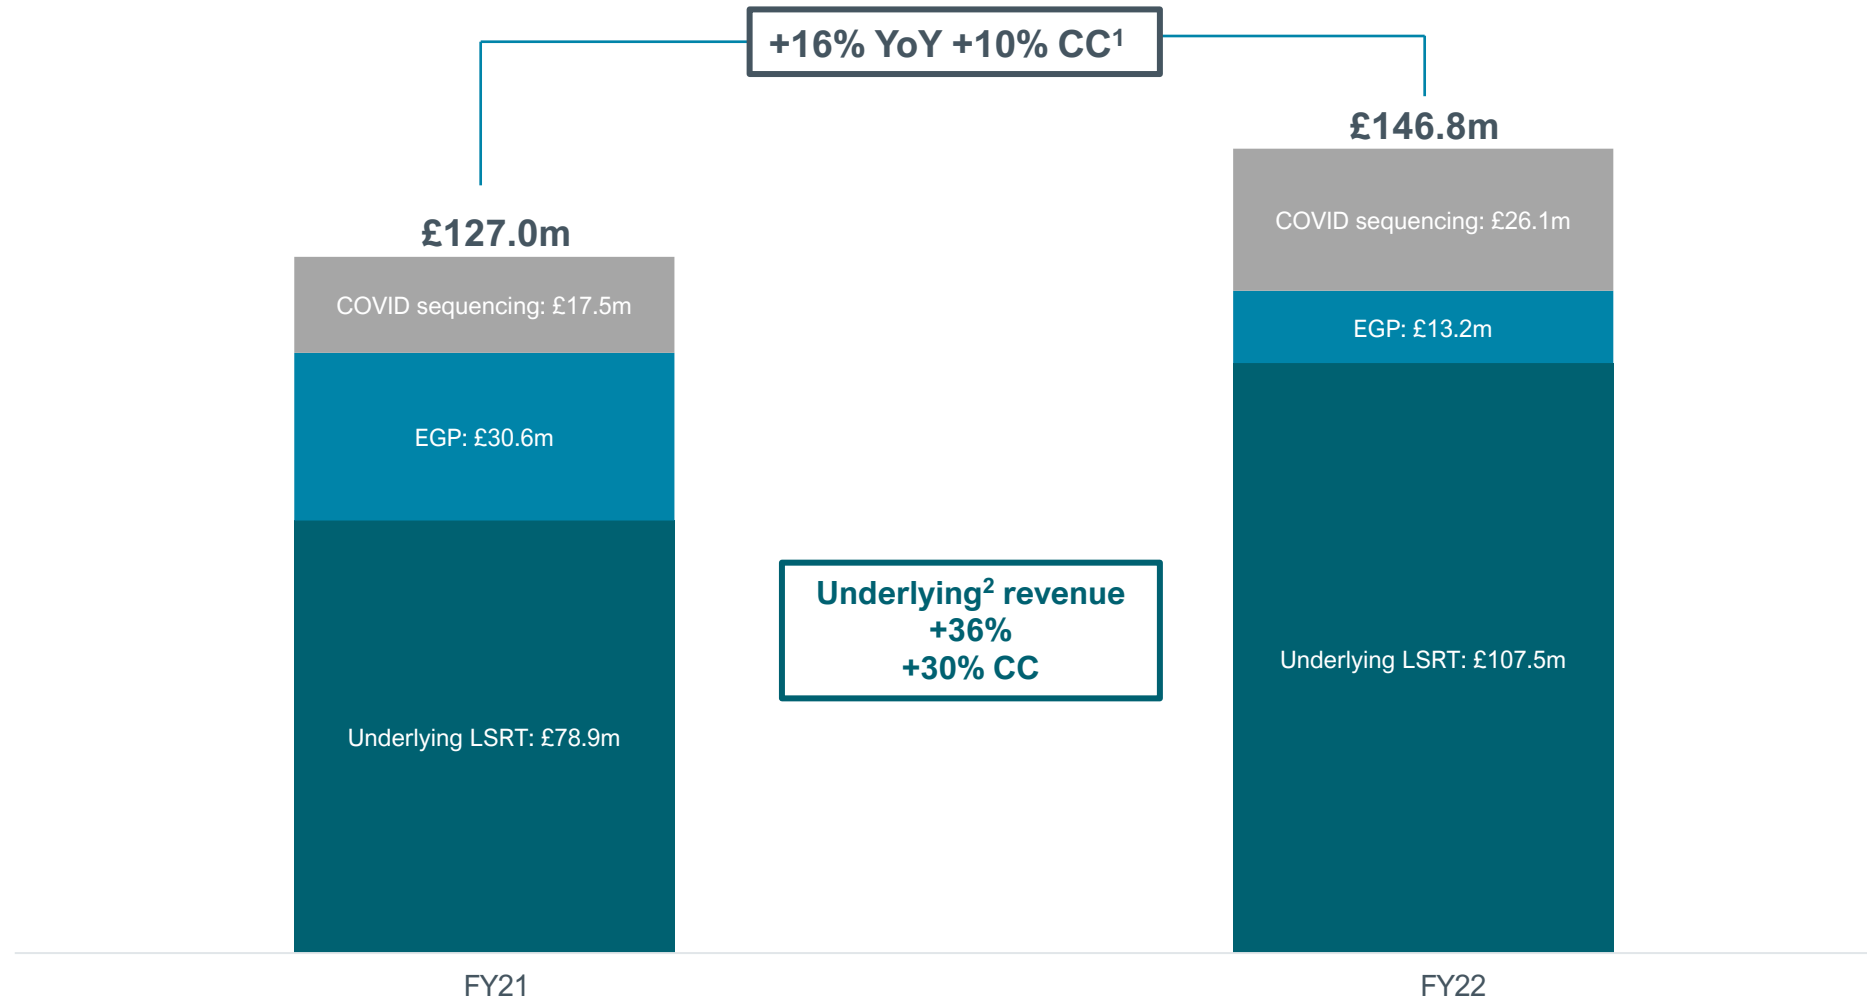 +16% YoY +10% CC¹
£146.8m
£127.0m
COVID sequencing: £26.1m
COVID sequencing: £17.5m
EGP: £13.2m
EGP: £30.6m
Underlying² revenue
+36%
+30% CC
Underlying LSRT: £107.5m
Underlying LSRT: £78.9m
FY21
FY22